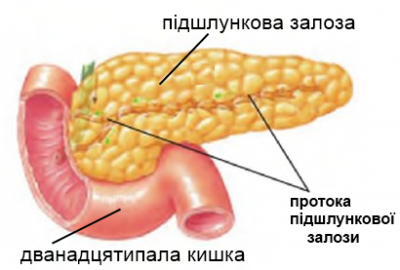 підшлункова залоза
протока
підшлункової
залози
дванадцятипала кишка